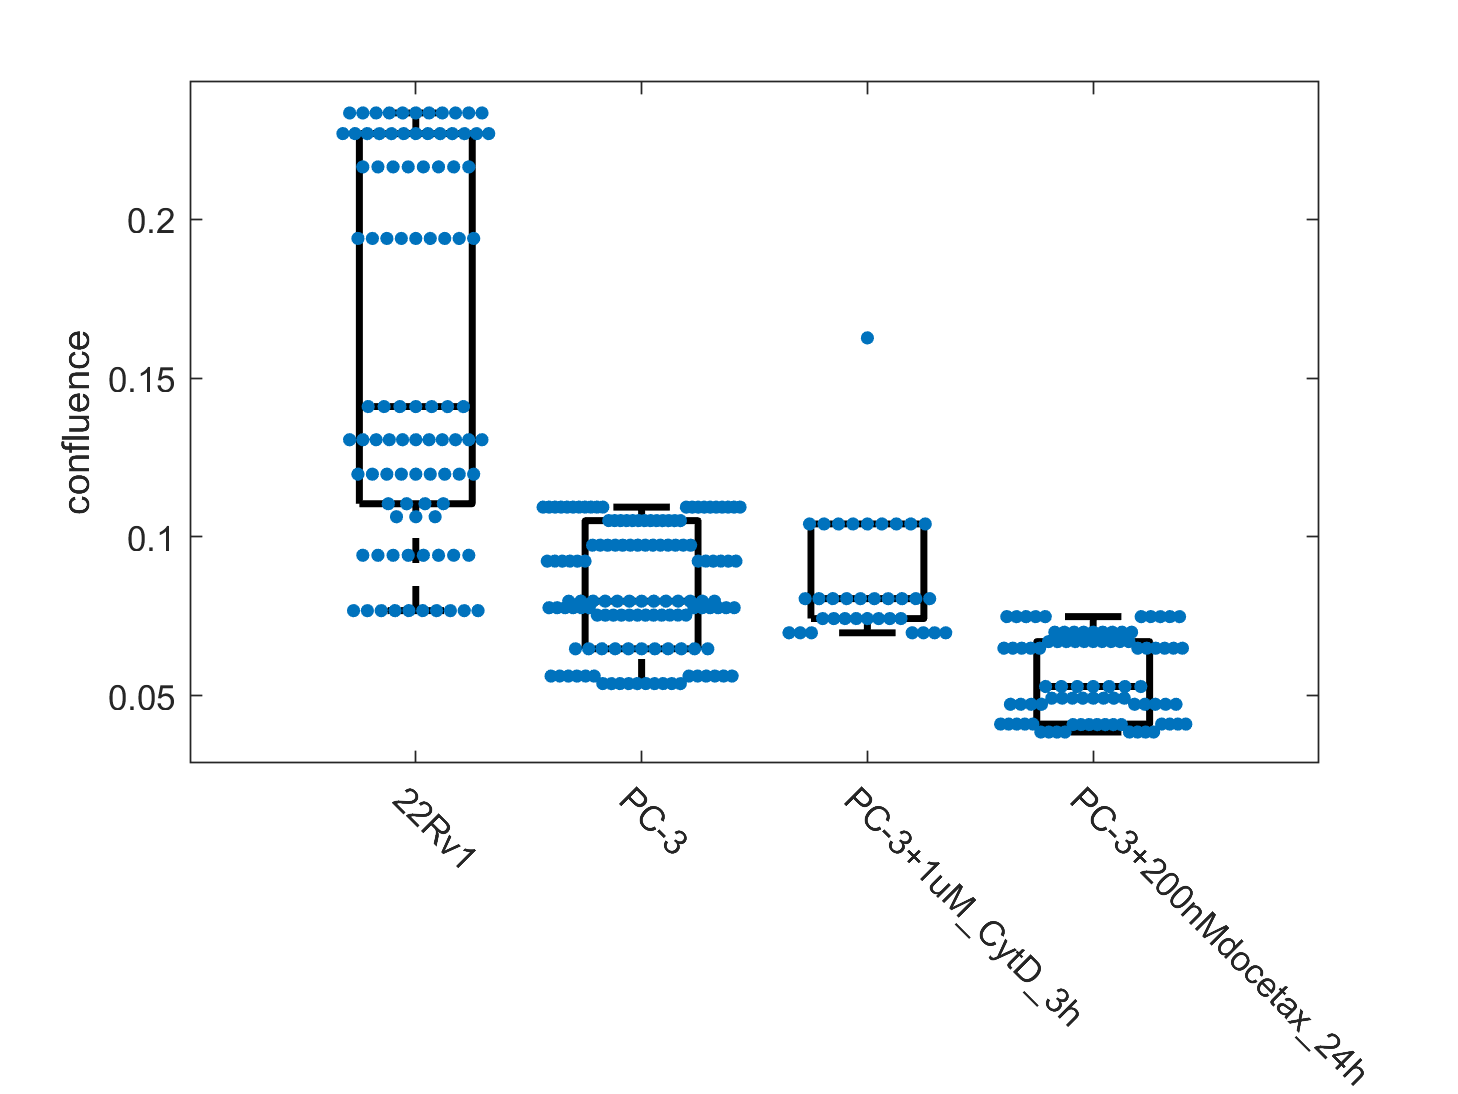 confluence
0.2
0.15
0.1
0.05
22Rv1
PC-3
PC-3+1uM_CytD_3h
PC-3+200nMdocetax_24h